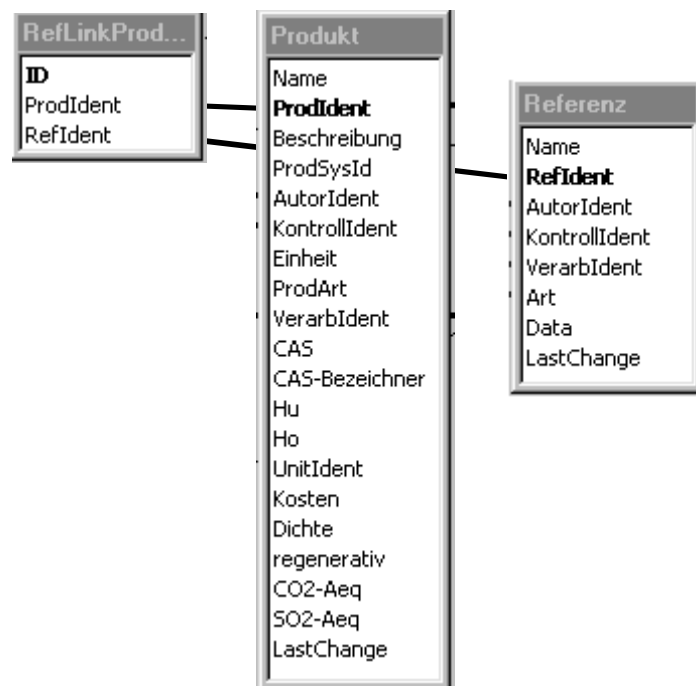 RefLinkProd...
ID
ProdIdent
RefIdent
Produkt
Name
ProdIdent
Beschreibung
ProdSysId
AutorIdent
KontrollIdent
Einheit
ProdArt
VerarbIdent
CAS
CAS-Bezeichner
Hu
Ho
UnitIdent
Kosten
Dichte
regenerativ
CO2-Aeq
SO2-Aeq
LastChange
Referenz
Name
RefIdent
AutorIdent
KontrollIdent
VerarbIdent
Art
Data
LastChange